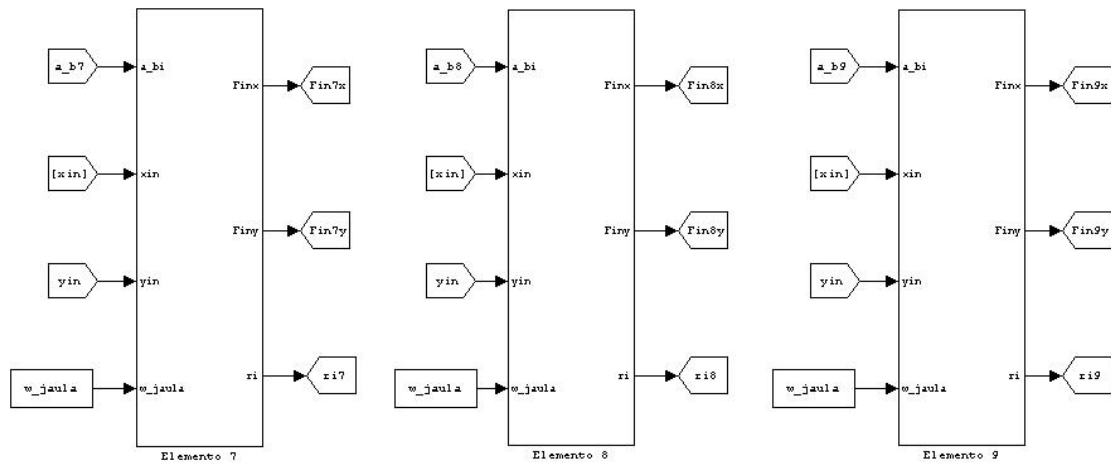 a_b7
a_bi
Finx
Fin7x
[xin]
xin
Finy
Fin7y
yin
yin
ri
ri7
w_jaula
w_jaula
Elemento 7
a_b8
a_bi
Finx
Fin8x
[xin]
xin
Finy
Fin8y
yin
yin
ri
ri8
w_jaula
w_jaula
Elemento 8
a_b9
a_bi
Finx
Fin9x
[xin]
xin
Finy
Fin9y
yin
yin
ri
ri9
w_jaula
w_jaula
Elemento 9